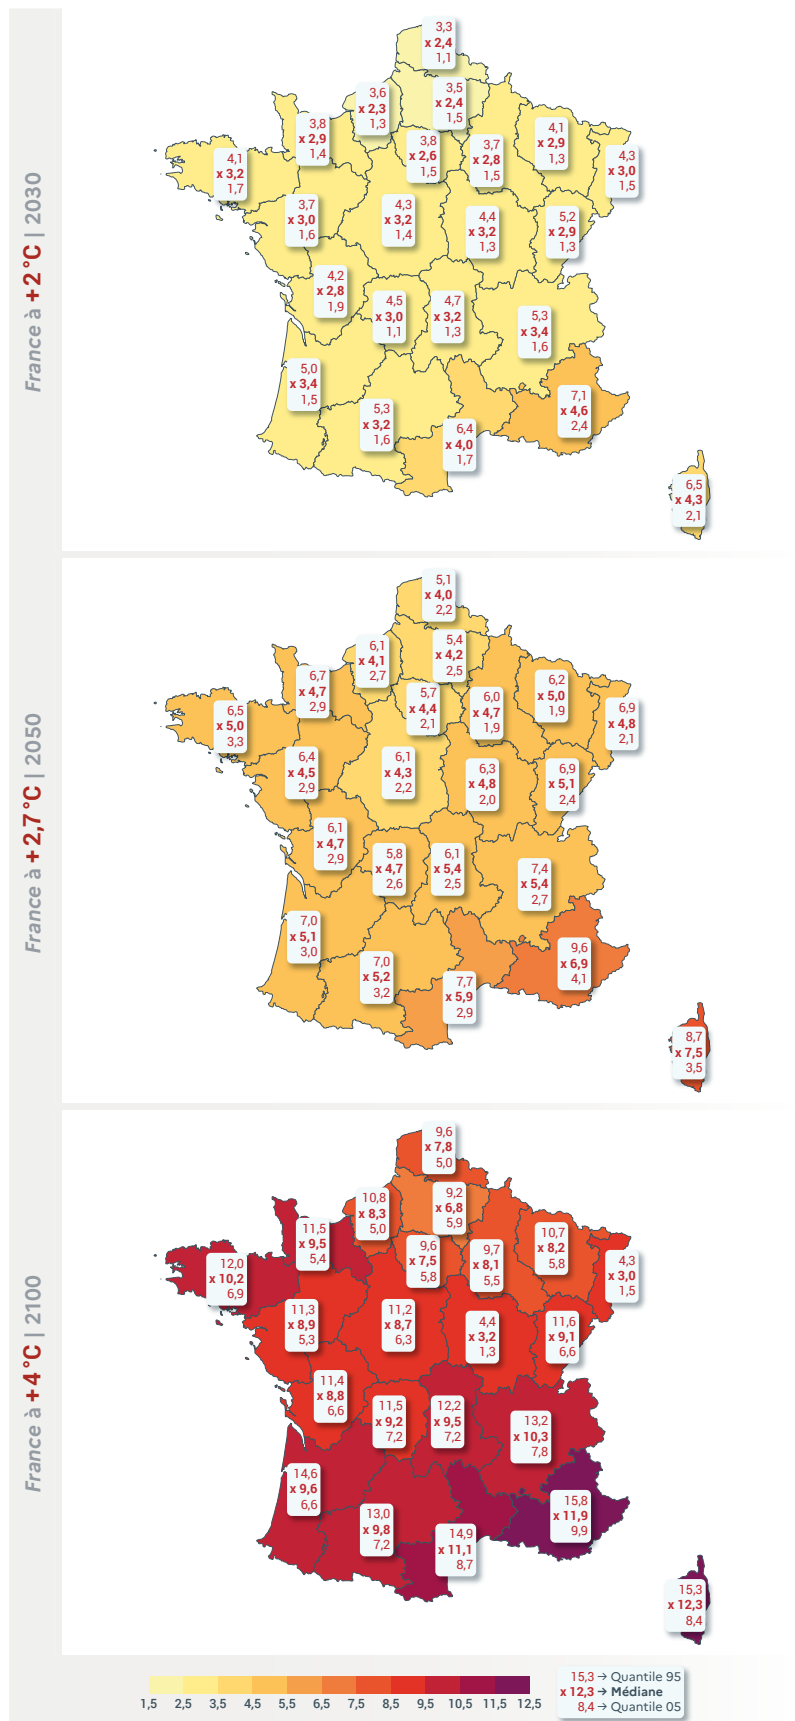 France à +2 °C | 2030
3,3
x 2,4
1,1
3,6
x 2,3
1,3
3,5
x 2,4
1,5
3,8
x 2,9
1,4
4,1
x 3,2
1,7
3,8
x 2,6
1,5
3,7
x 2,8
1,5
4,1
x 2,9
1,3
4,3
x 3,0
1,5
3,7
x 3,0
1,6
4,3
x 3,2
1,4
4,4
x 3,2
1,3
5,2
x 2,9
1,3
4,2
x 2,8
1,9
4,5
x 3,0
1,1
4,7
x 3,2
1,3
5,3
x 3,4
1,6
5,0
x 3,4
1,5
5,3
x 3,2
1,6
6,4
x 4,0
1,7
7,1
x 4,6
2,4
6,5
x 4,3
2,1
France à +2,7 °C | 2050
5,1
x 4,0
2,2
6,1
x 4,1
2,7
5,4
x 4,2
2,5
6,7
x 4,7
2,9
6,5
x 5,0
3,3
5,7
x 4,4
2,1
6,0
x 4,7
1,9
6,2
x 5,0
1,9
6,9
x 4,8
2,1
6,4
x 4,5
2,9
6,1
x 4,3
2,2
6,3
x 4,8
2,0
6,9
x 5,1
2,4
6,1
x 4,7
2,9
5,8
x 4,7
2,6
6,1
x 5,4
2,5
7,4
x 5,4
2,7
7,0
x 5,1
3,0
7,0
x 5,2
3,2
7,7
x 5,9
2,9
9,6
x 6,9
4,1
8,7
x 7,5
3,5
France à +4 °C | 2100
9,6
x 7,8
5,0
10,8
x 8,3
5,0
9,2
x 6,8
5,9
11,5
x 9,5
5,4
12,0
x 10,2
6,9
9,6
x 7,5
5,8
9,7
x 8,1
5,5
10,7
x 8,2
5,8
4,3
x 3,0
1,5
11,3
x 8,9
5,3
11,2
x 8,7
6,3
4,4
x 3,2
1,3
11,6
x 9,1
6,6
11,4
x 8,8
6,6
11,5
x 9,2
7,2
12,2
x 9,5
7,2
13,2
x 10,3
7,8
14,6
x 9,6
6,6
13,0
x 9,8
7,2
14,9
x 11,1
8,7
15,8
x 11,9
9,9
15,3
x 12,3
8,4
1,5 2,5 3,5 4,5 5,5 6,5 7,5 8,5 9,5 10,5 11,5 12,5
15,3 → Quantile 95
x 12,3 → Médiane
8,4 → Quantile 05